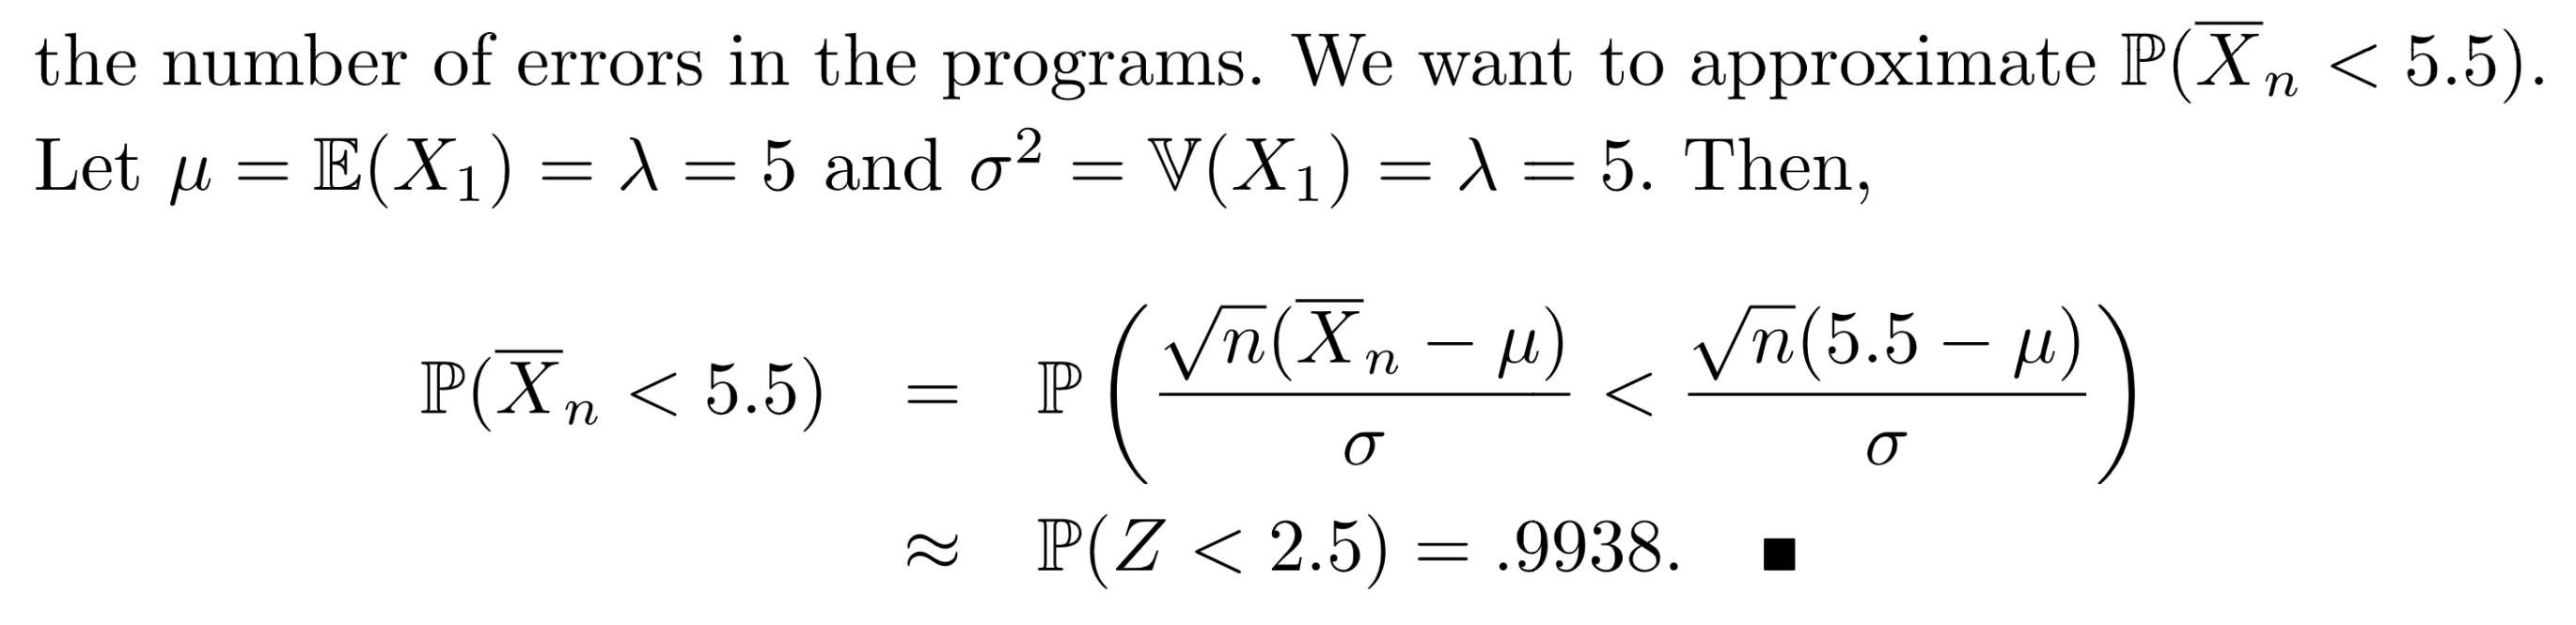 the number of errors in the programs. We want to approximate ℙ(X̅ₙ < 5.5).
Let μ = 𝔼(X₁) = λ = 5 and σ² = 𝕍(X₁) = λ = 5. Then,
ℙ(X̅ₙ < 5.5) = ℙ(√n(X̅ₙ − μ)/σ < √n(5.5 − μ)/σ)
≈ ℙ(Z < 2.5) = .9938. ■